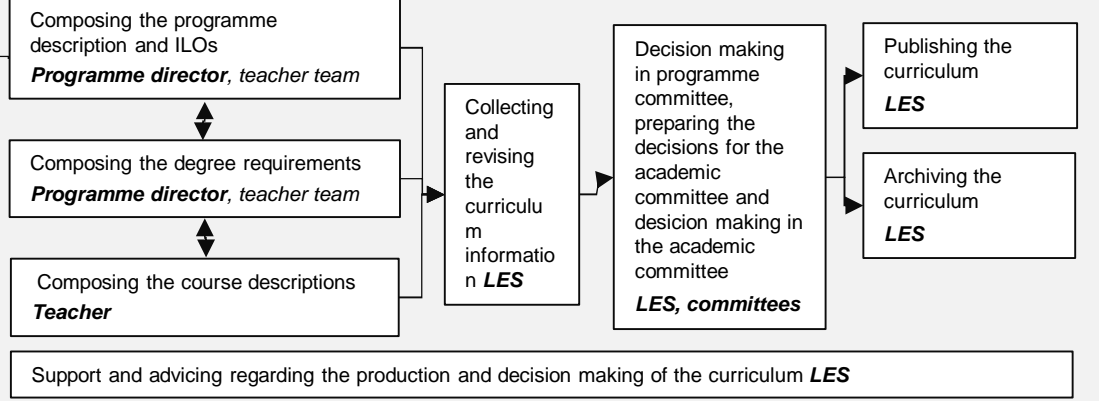 Composing the programme
description and ILOs
Programme director, teacher team
Composing the degree requirements
Programme director, teacher team
Composing the course descriptions
Teacher
Collecting
and
revising
the
curriculu
m
informatio
n LES
Decision making
in programme
committee,
preparing the
decisions for the
academic
committee and
desicion making in
the academic
committee
LES, committees
Publishing the
curriculum
LES
Archiving the
curriculum
LES
Support and advicing regarding the production and decision making of the curriculum LES